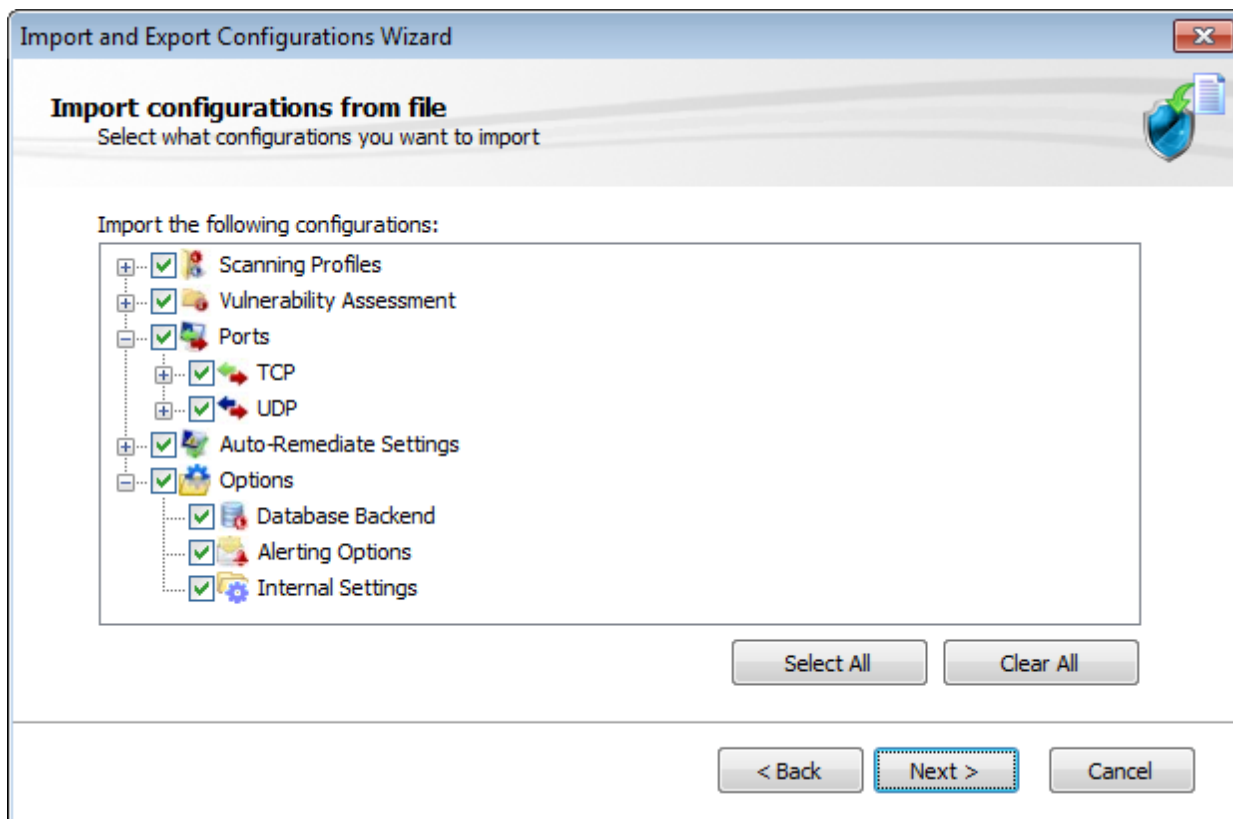 Import and Export Configurations Wizard
Import configurations from file
Select what configurations you want to import
Import the following configurations:
Scanning Profiles
Vulnerability Assessment
Ports
TCP
UDP
Auto-Remediate Settings
Options
Database Backend
Alerting Options
Internal Settings
Select All Clear All
< Back Next > Cancel